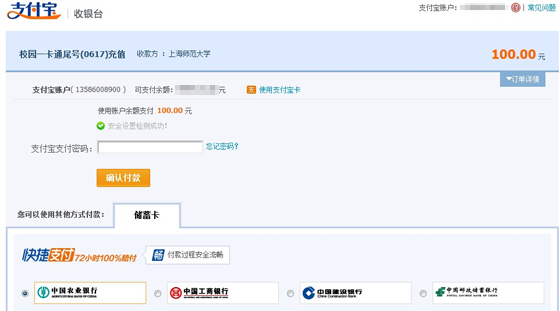 支付宝 | 收银台
支付宝账户: | 常见问题
校园一卡通尾号(0617)充值 收款方：上海师范大学 100.00 元
订单详情
支付宝账户( 13586008900 ) 可支付余额: 元 使用支付宝卡
使用账户余额支付 100.00 元
安全设置检测成功!
支付宝支付密码: 忘记密码?
确认付款
您可以使用其他方式付款: 储蓄卡
快捷支付 72小时100%赔付 畅 付款过程安全流畅
中国农业银行 中国工商银行 中国建设银行 中国邮政储蓄银行
AGRICULTURAL BANK OF CHINA China Construction Bank POSTAL SAVINGS BANK OF CHINA